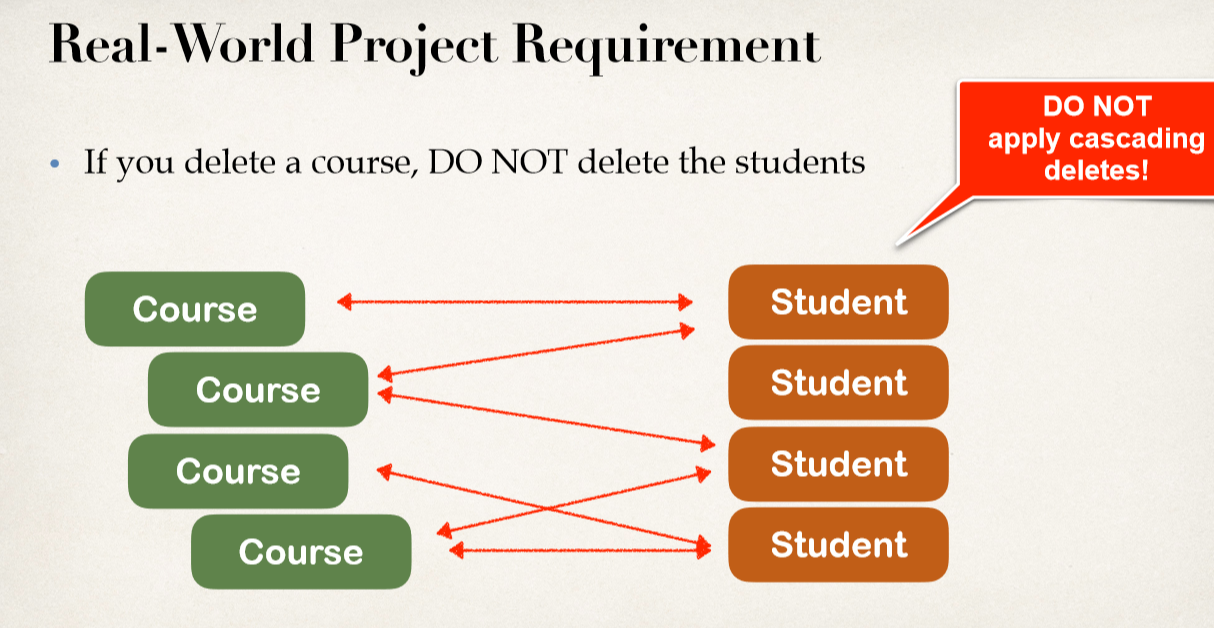 Real-World Project Requirement
DO NOT
apply cascading
deletes!
• If you delete a course, DO NOT delete the students
Course
Student
Course
Student
Course
Student
Course
Student